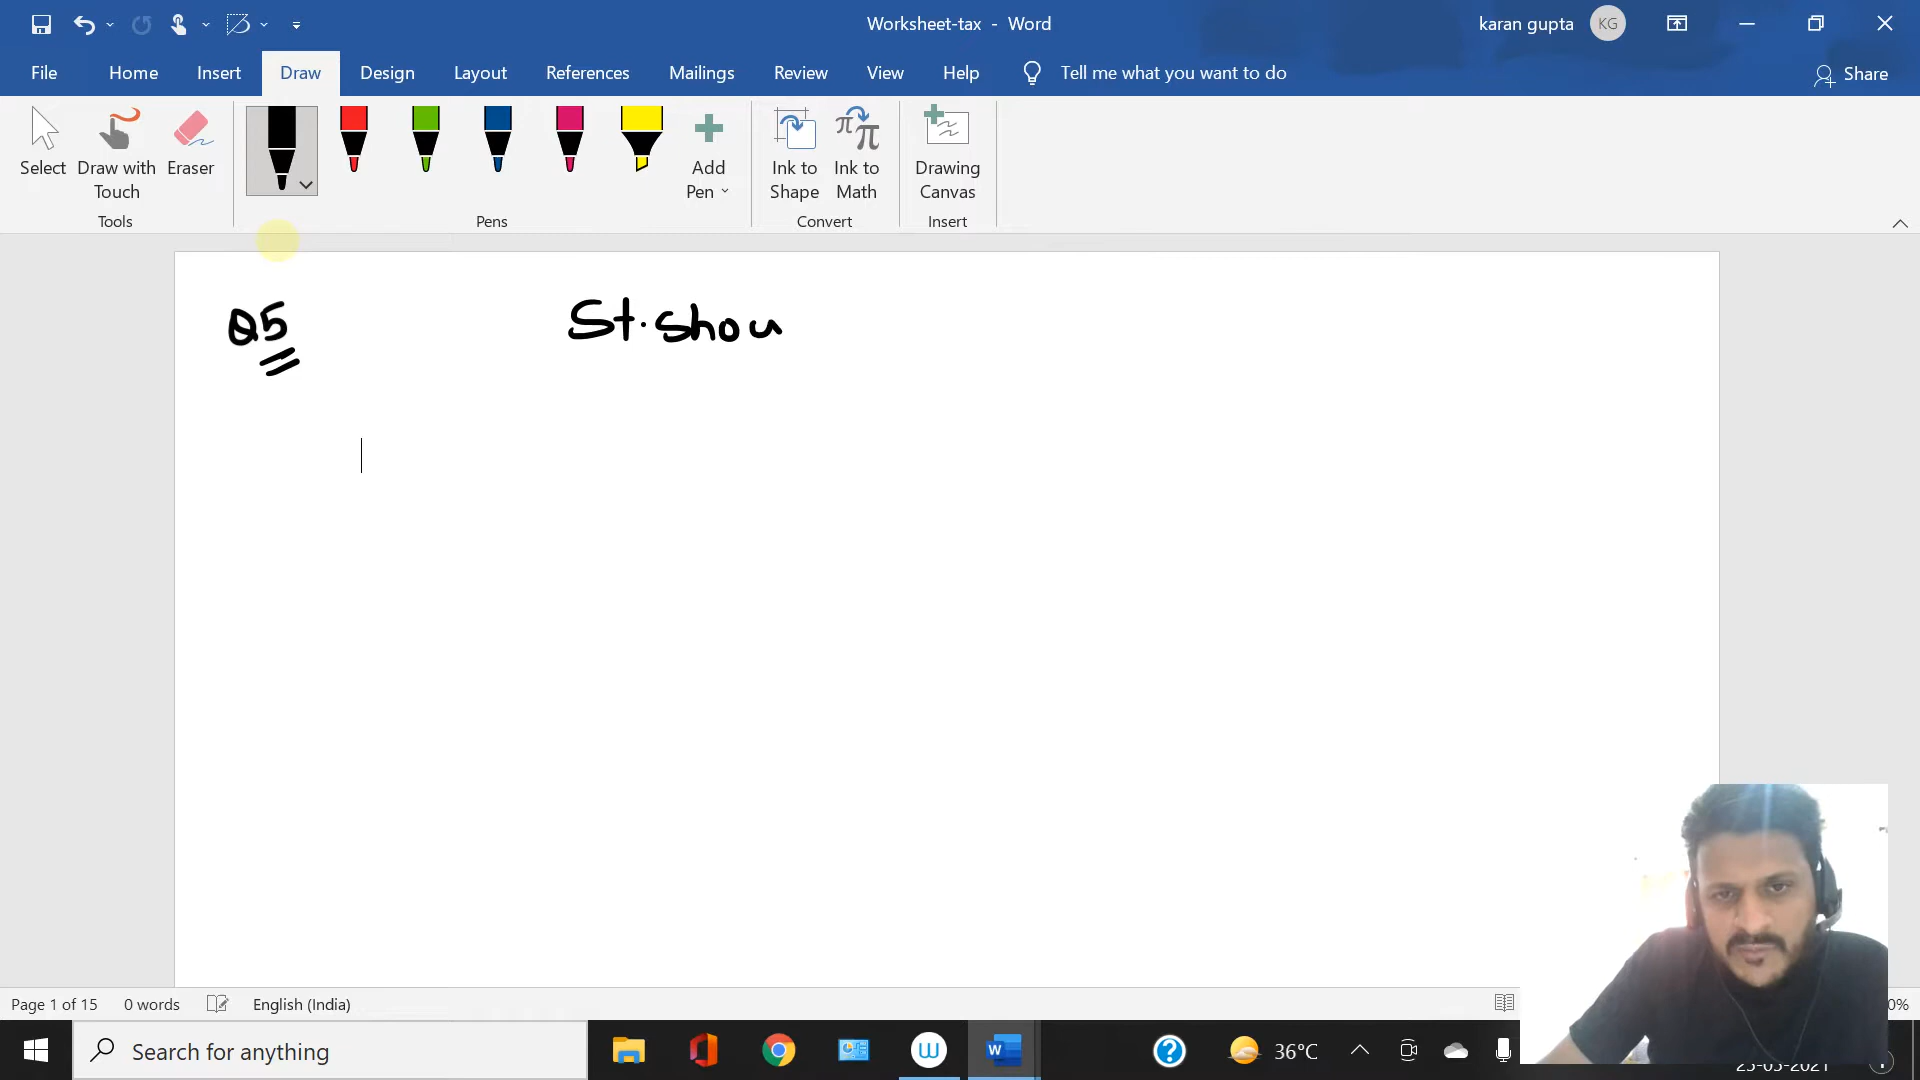 Worksheet-tax - Word
karan gupta
KG
File Home Insert Draw Design Layout References Mailings Review View Help Tell me what you want to do Share
Select Draw with Touch Eraser
Add Pen
Ink to Shape
Ink to Math
Drawing Canvas
Tools Pens Convert Insert
Q5 St. Show
Page 1 of 15 0 words English (India)
0%
Search for anything
36°C